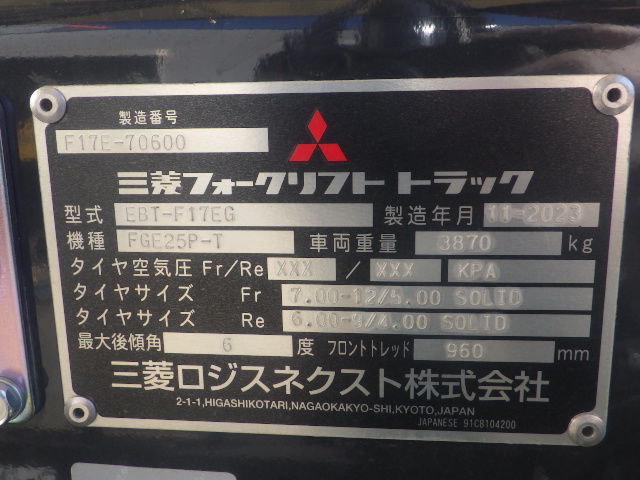 製造番号
F17E-70600
三菱フォークリフト トラック
型式 EBT-F17EG 製造年月 11-2023
機種 FGE25P-T 車両重量 3870 kg
タイヤ空気圧 Fr/Re XXX / XXX KPA
タイヤサイズ Fr 7.00-12/5.00 SOLID
タイヤサイズ Re 6.00-9/4.00 SOLID
最大後傾角 6 度 フロントトレッド 960 mm
三菱ロジスネクスト株式会社
2-1-1,HIGASHIKOTARI,NAGAOKAKYO-SHI,KYOTO,JAPAN
JAPANESE 91C8104200